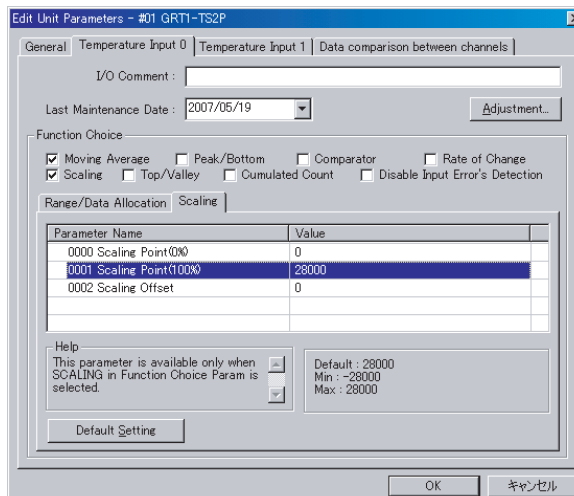 Edit Unit Parameters - #01 GRT1-TS2P
General Temperature Input 0 Temperature Input 1 Data comparison between channels
I/O Comment :
Last Maintenance Date : 2007/05/19 Adjustment...
Function Choice
Moving Average Peak/Bottom Comparator Rate of Change
Scaling Top/Valley Cumulated Count Disable Input Error's Detection
Range/Data Allocation Scaling
Parameter Name Value
0000 Scaling Point(0%) 0
0001 Scaling Point(100%) 28000
0002 Scaling Offset 0
Help
This parameter is available only when
SCALING in Function Choice Param is
selected.
Default : 28000
Min : -28000
Max : 28000
Default Setting
OK キャンセル